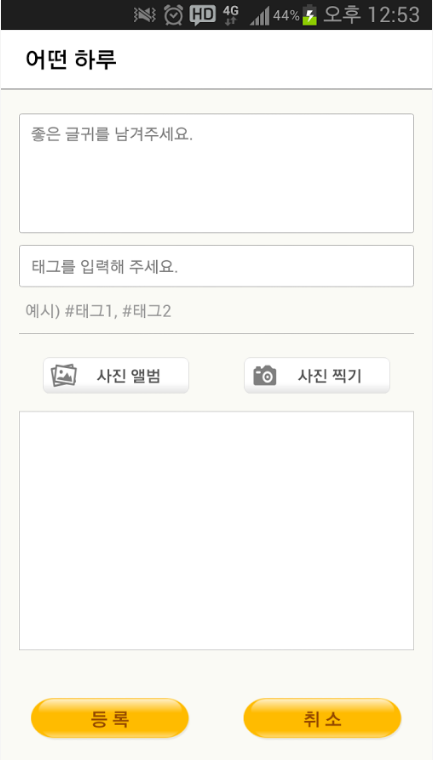 HD 4G 44% 오후 12:53
어떤 하루
좋은 글귀를 남겨주세요.
태그를 입력해 주세요.
예시) #태그1, #태그2
사진 앨범 사진 찍기
등록 취소